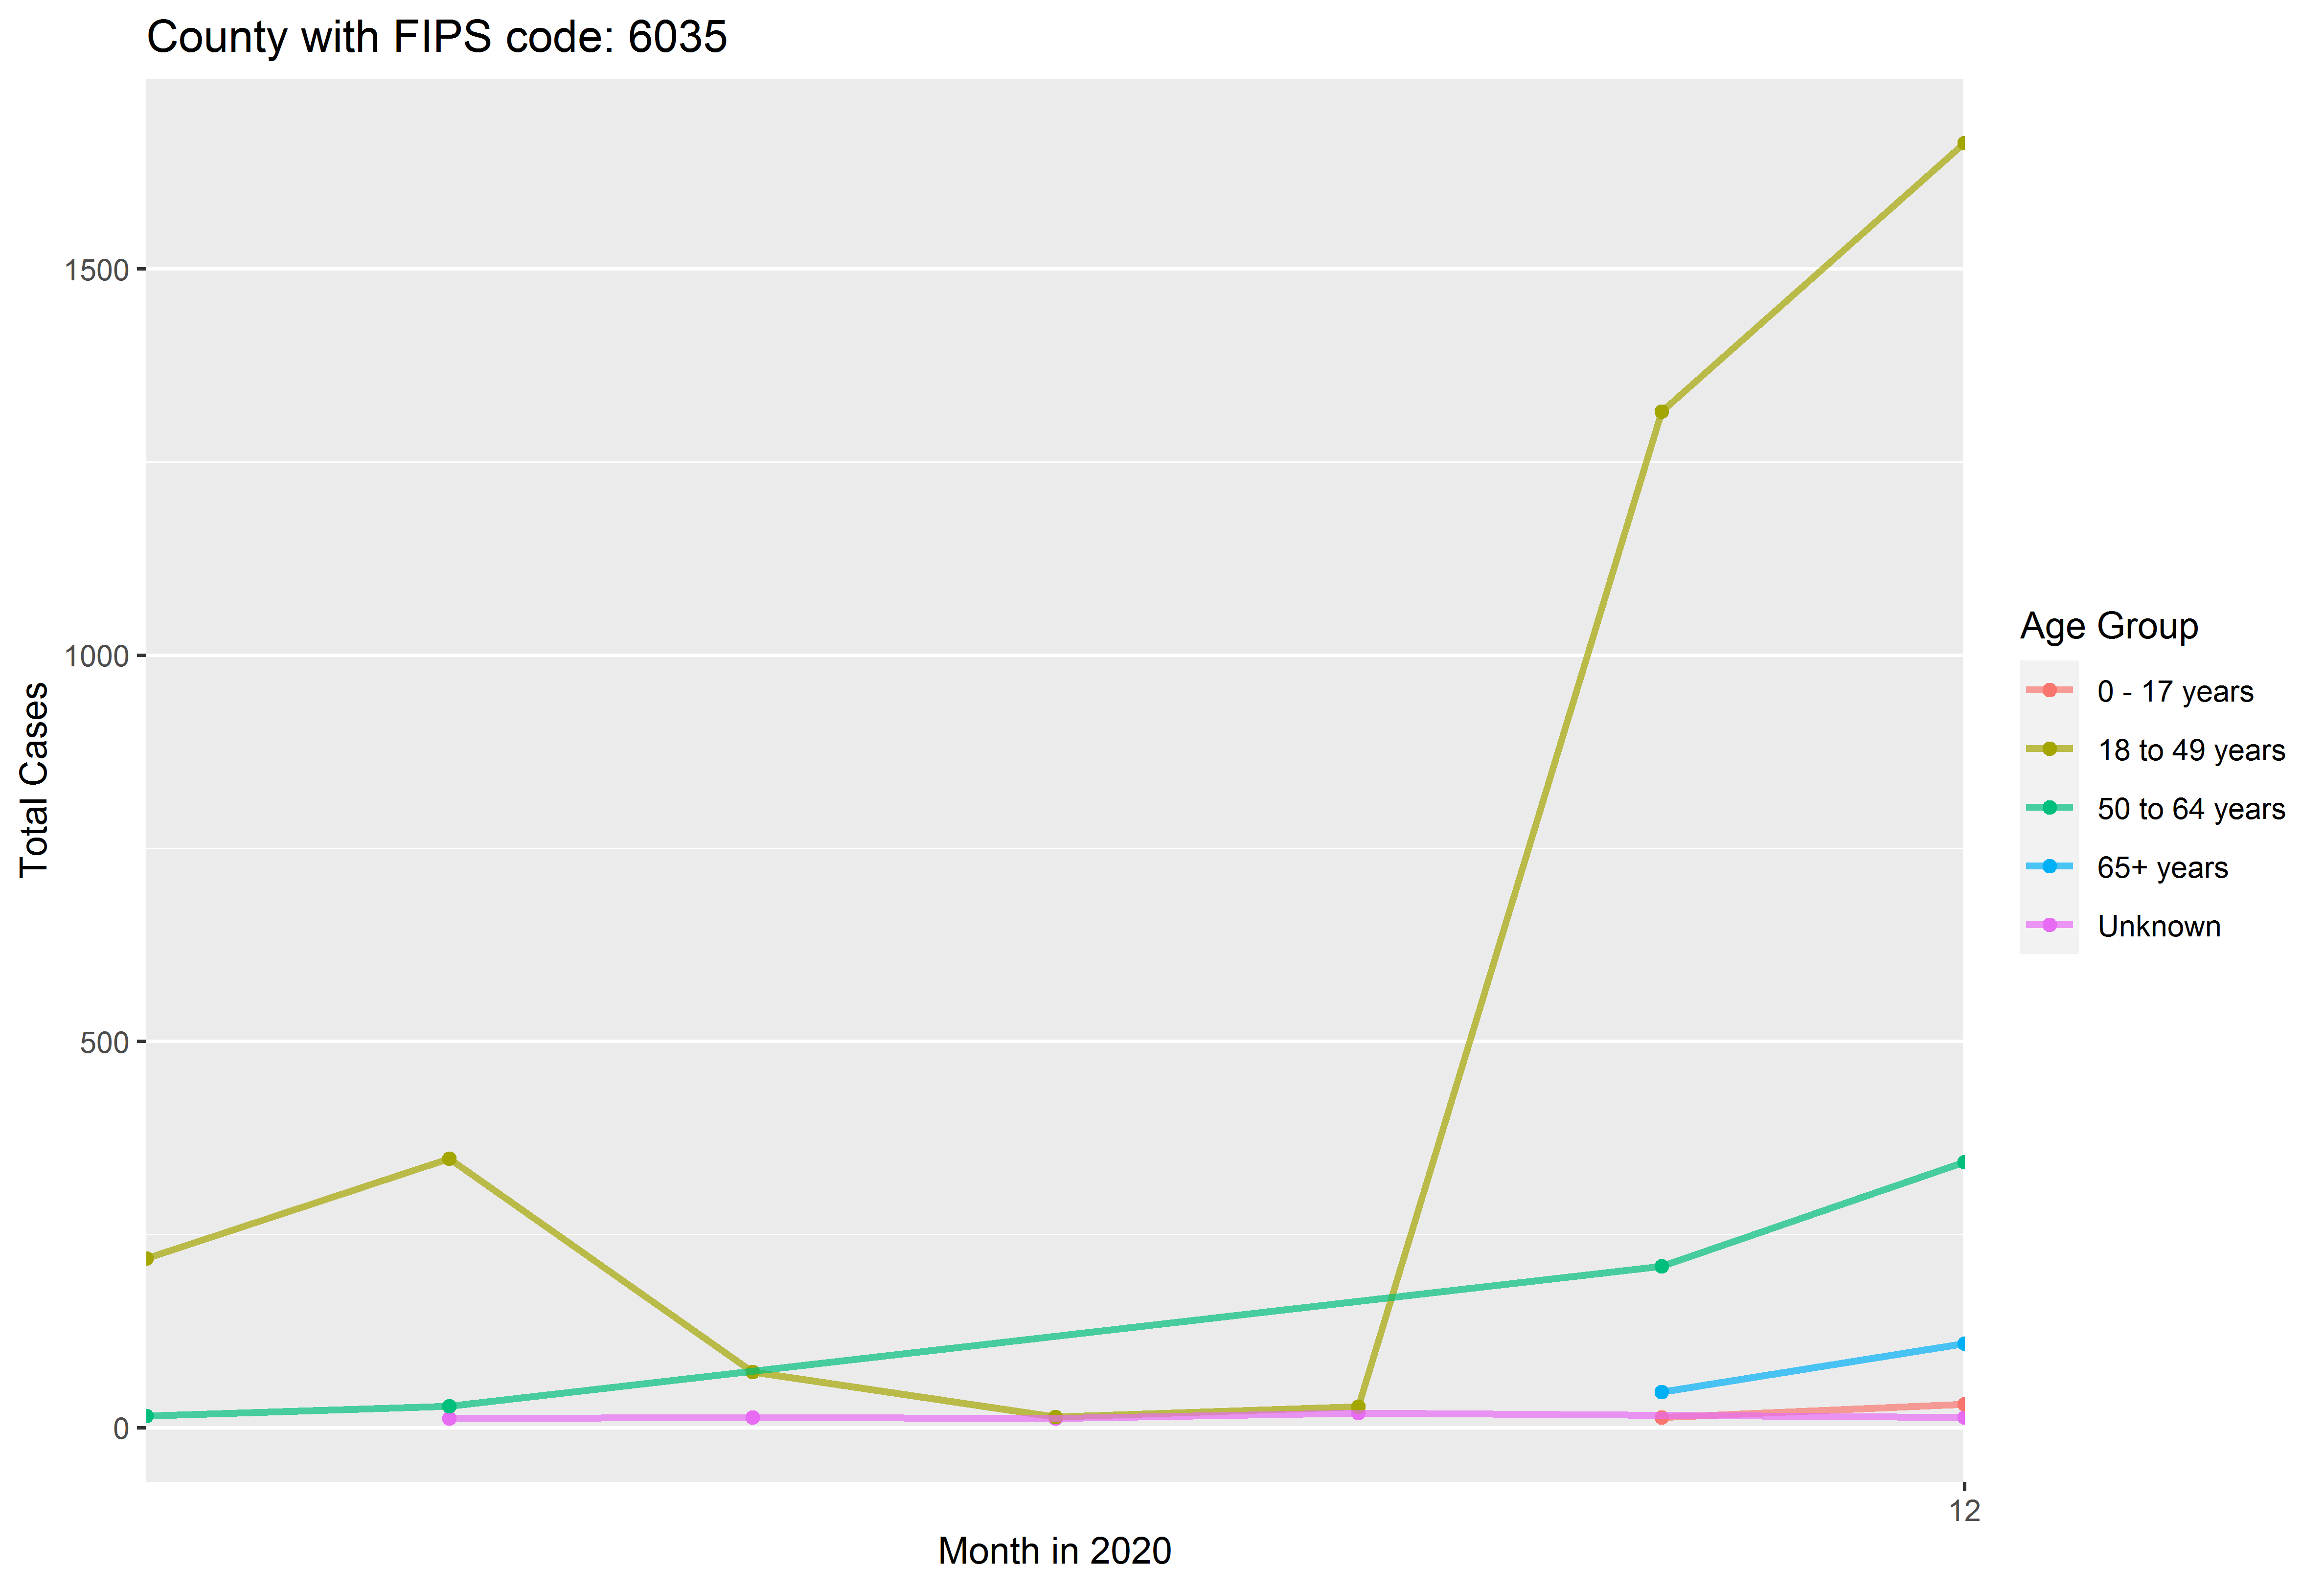 County with FIPS code: 6035
1500
1000
500
0
Total Cases
12
Month in 2020
Age Group
0 - 17 years
18 to 49 years
50 to 64 years
65+ years
Unknown